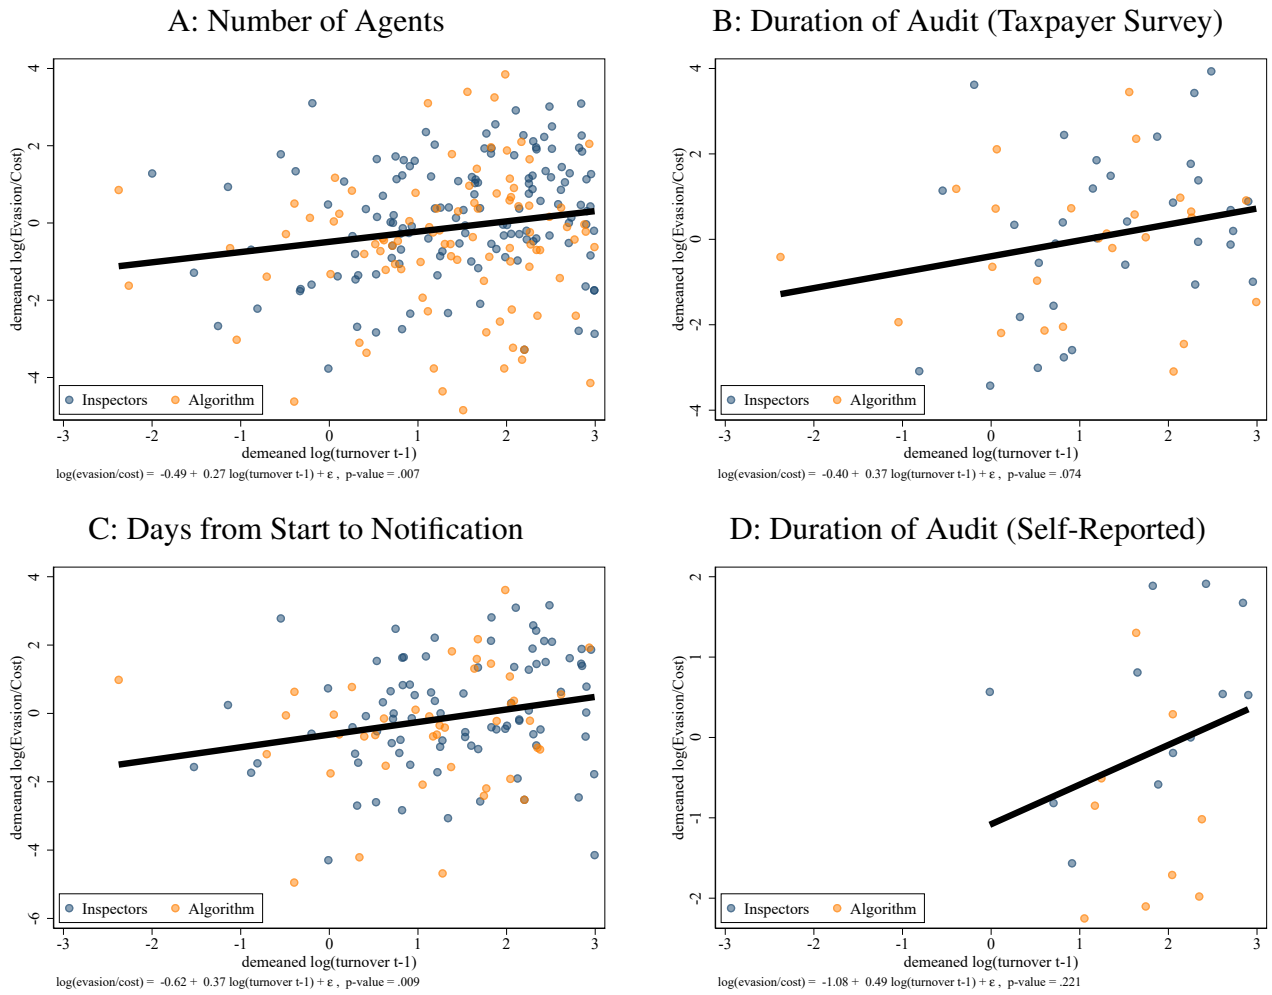 A: Number of Agents
demeaned log(Evasion/Cost)
4
2
0
-2
-4
Inspectors Algorithm
-3 -2 -1 0 1 2 3
demeaned log(turnover t-1)
log(evasion/cost) = -0.49 + 0.27 log(turnover t-1) + ε , p-value = .007
B: Duration of Audit (Taxpayer Survey)
demeaned log(Evasion/Cost)
4
2
0
-2
-4
Inspectors Algorithm
-3 -2 -1 0 1 2 3
demeaned log(turnover t-1)
log(evasion/cost) = -0.40 + 0.37 log(turnover t-1) + ε , p-value = .074
C: Days from Start to Notification
demeaned log(Evasion/Cost)
4
2
0
-2
-4
-6
Inspectors Algorithm
-3 -2 -1 0 1 2 3
demeaned log(turnover t-1)
log(evasion/cost) = -0.62 + 0.37 log(turnover t-1) + ε , p-value = .009
D: Duration of Audit (Self-Reported)
demeaned log(Evasion/Cost)
2
1
0
-1
-2
Inspectors Algorithm
-3 -2 -1 0 1 2 3
demeaned log(turnover t-1)
log(evasion/cost) = -1.08 + 0.49 log(turnover t-1) + ε , p-value = .221